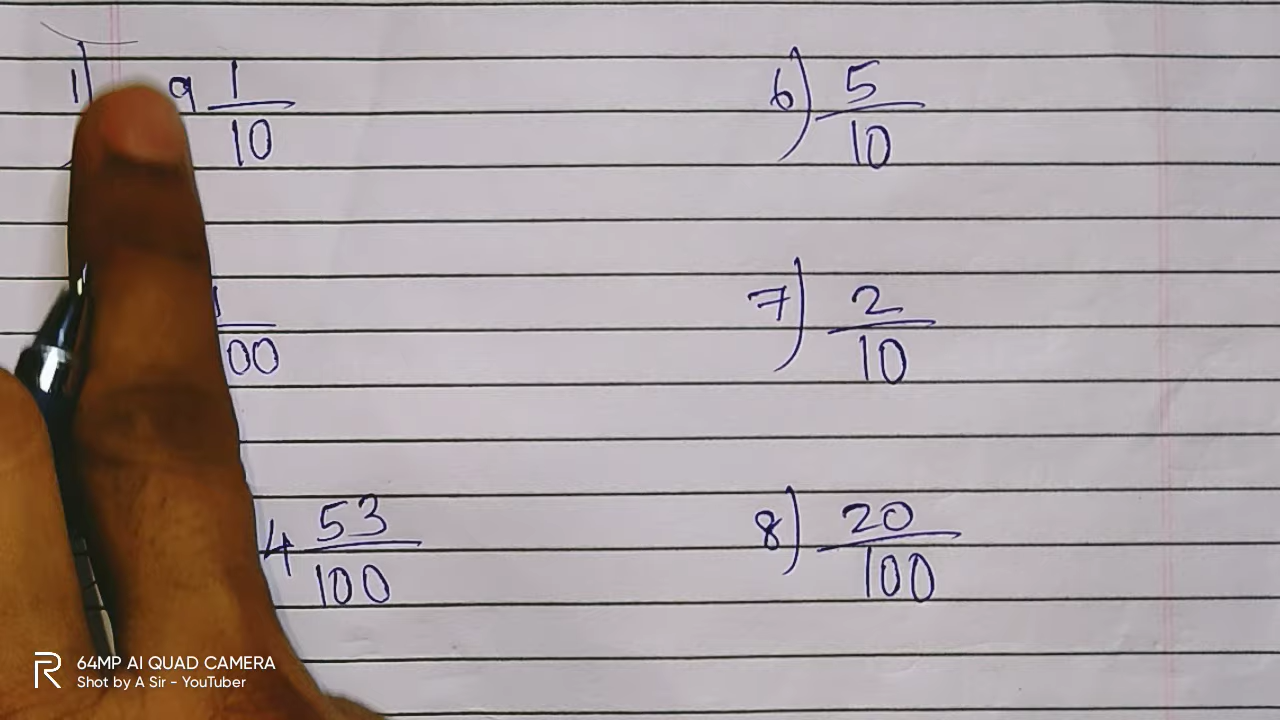 1) 9 1/10
6) 5/10
1/00
7) 2/10
4 53/100
8) 20/100
64MP AI QUAD CAMERA
Shot by A Sir - YouTuber